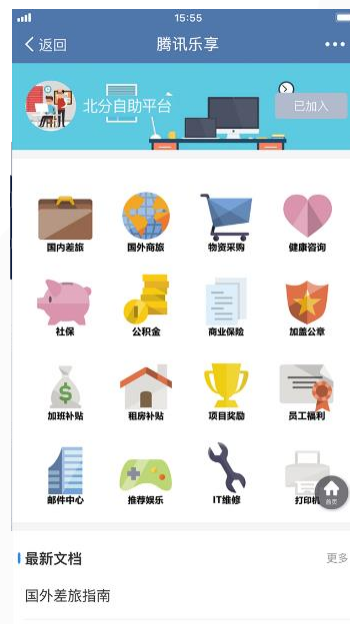 15:55
返回 腾讯乐享
北分自助平台 已加入
国内差旅 国外商旅 物资采购 健康咨询
社保 公积金 商业保险 加盖公章
加班补贴 租房补贴 项目奖励 员工福利
邮件中心 推荐娱乐 IT维修 打印机
首页
最新文档 更多
国外差旅指南